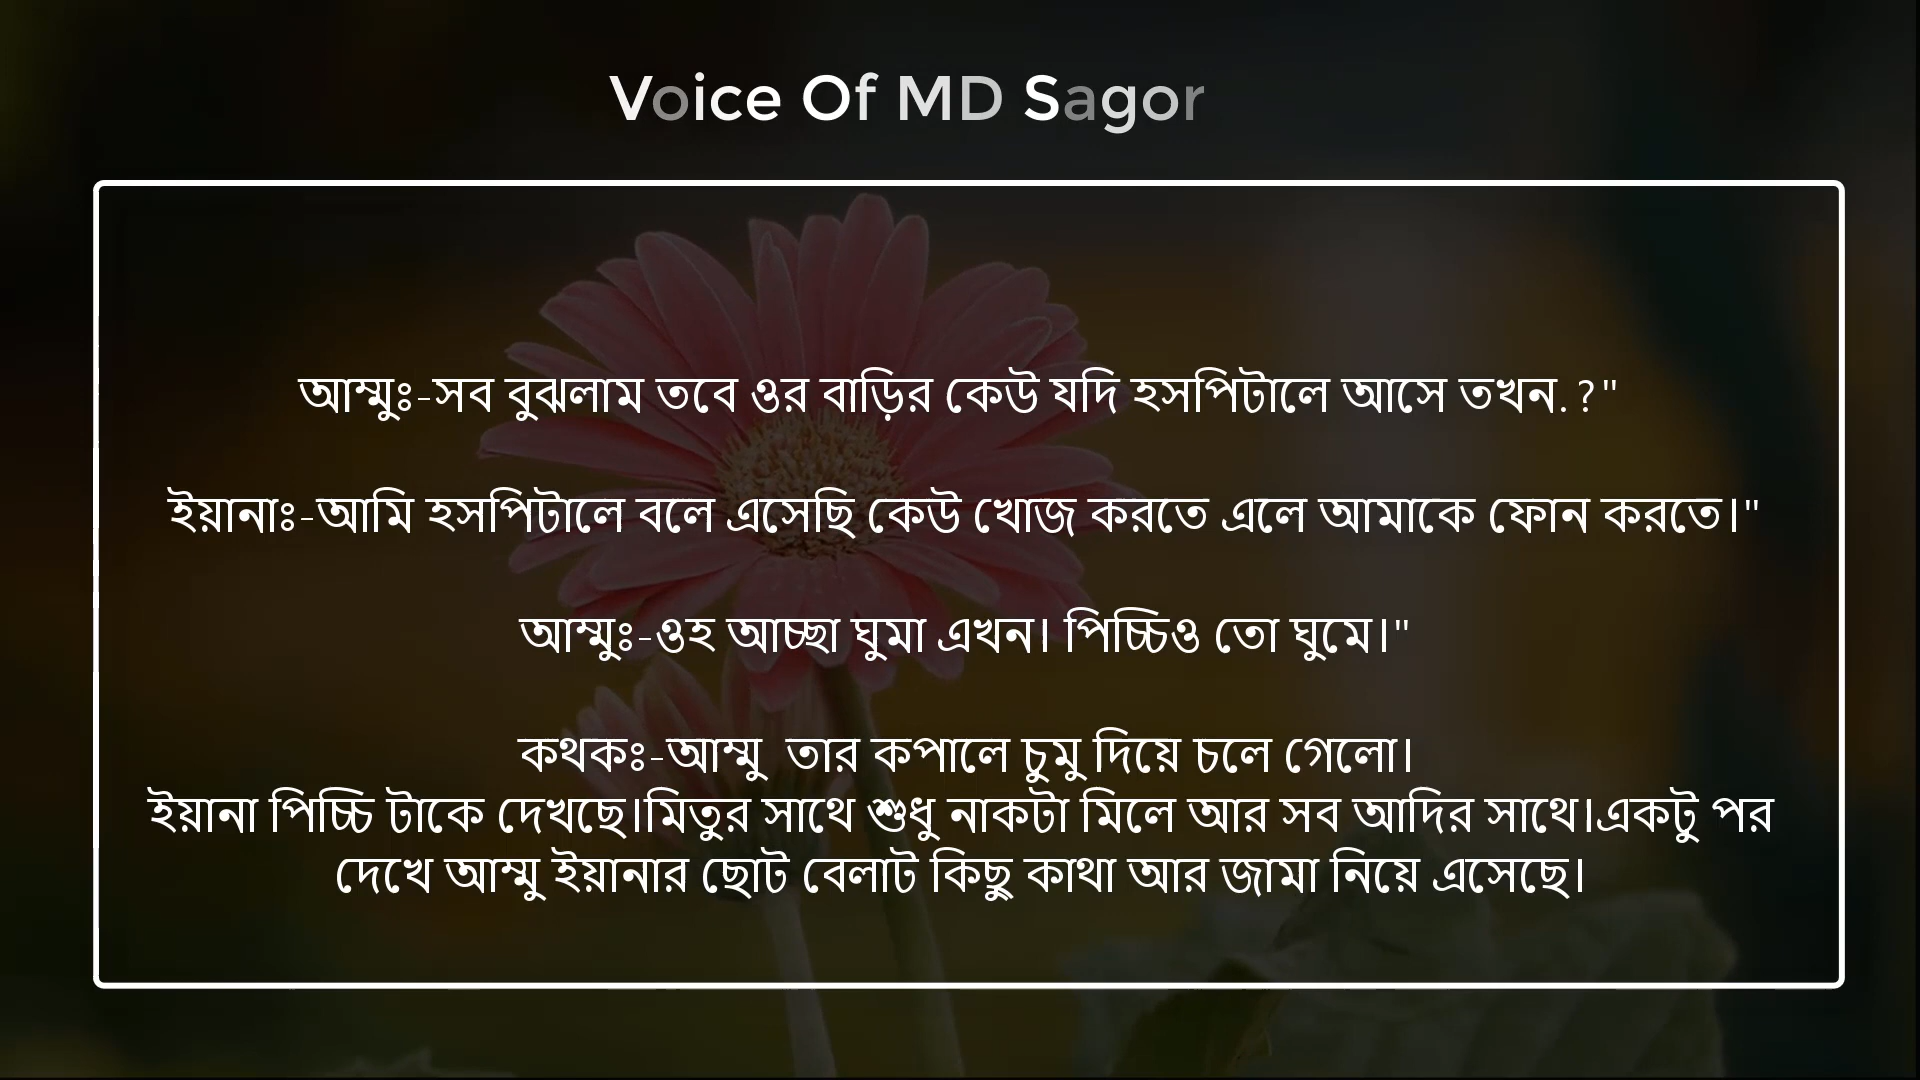 Voice Of MD Sagor
আম্মুঃ-সব বুঝলাম তবে ওর বাড়ির কেউ যদি হসপিটালে আসে তখন.?"
ইয়ানাঃ-আমি হসপিটালে বলে এসেছি কেউ খোজ করতে এলে আমাকে ফোন করতে।"
আম্মুঃ-ওহ আচ্ছা ঘুমা এখন। পিচ্চিও তো ঘুমে।"
কথকঃ-আম্মু তার কপালে চুমু দিয়ে চলে গেলো।
ইয়ানা পিচ্চি টাকে দেখছে।মিতুর সাথে শুধু নাকটা মিলে আর সব আদির সাথে।একটু পর
দেখে আম্মু ইয়ানার ছোট বেলাট কিছু কাথা আর জামা নিয়ে এসেছে।